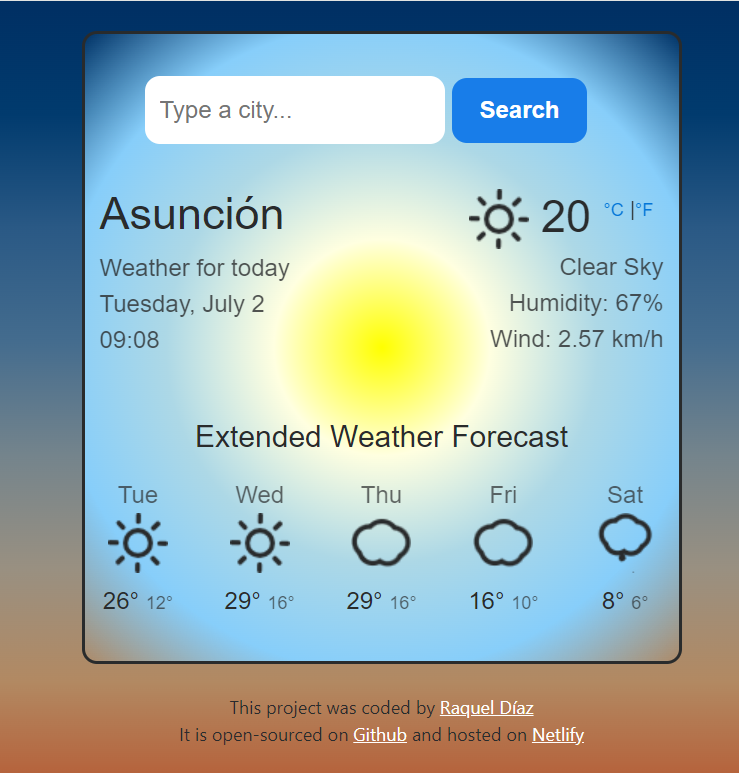 Type a city...
Search
Asunción
20 °C |°F
Weather for today
Clear Sky
Tuesday, July 2
Humidity: 67%
09:08
Wind: 2.57 km/h
Extended Weather Forecast
Tue Wed Thu Fri Sat
26° 12° 29° 16° 29° 16° 16° 10° 8° 6°
This project was coded by Raquel Díaz
It is open-sourced on Github and hosted on Netlify